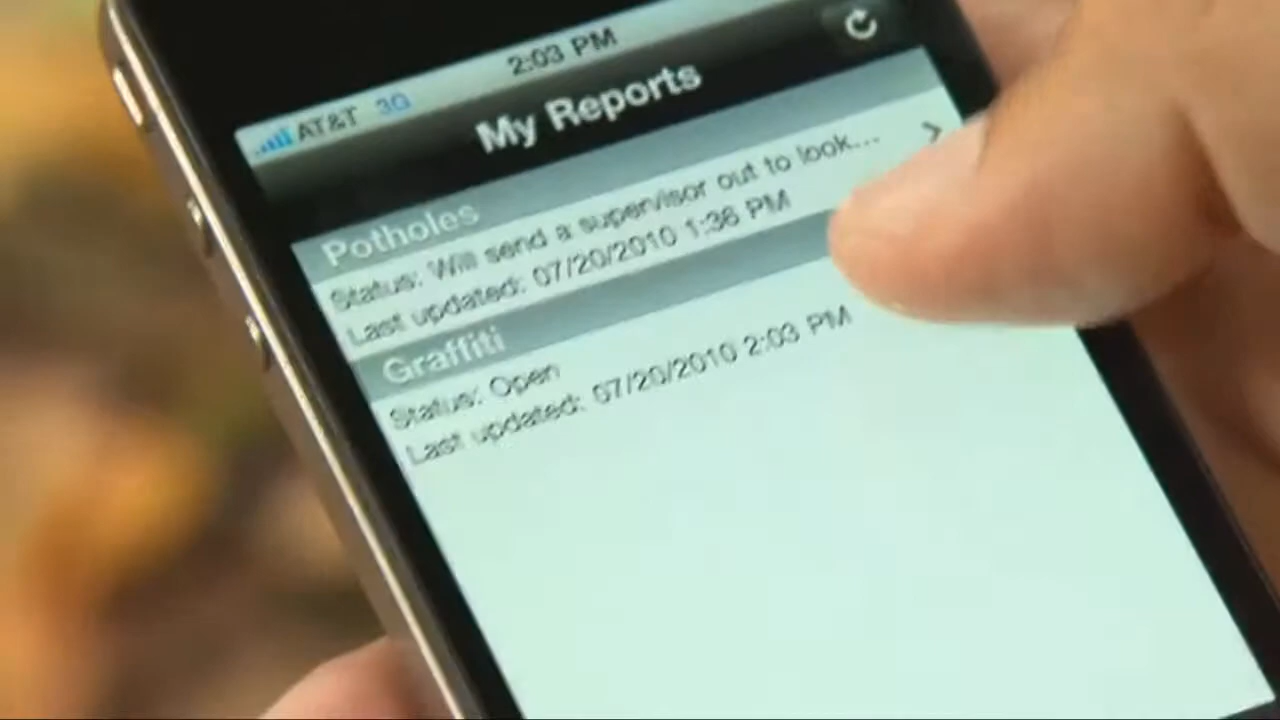 AT&T 3G 2:03 PM
My Reports
Potholes
Status: Will send a supervisor out to look...
Last updated: 07/20/2010 1:36 PM
Graffiti
Status: Open
Last updated: 07/20/2010 2:03 PM